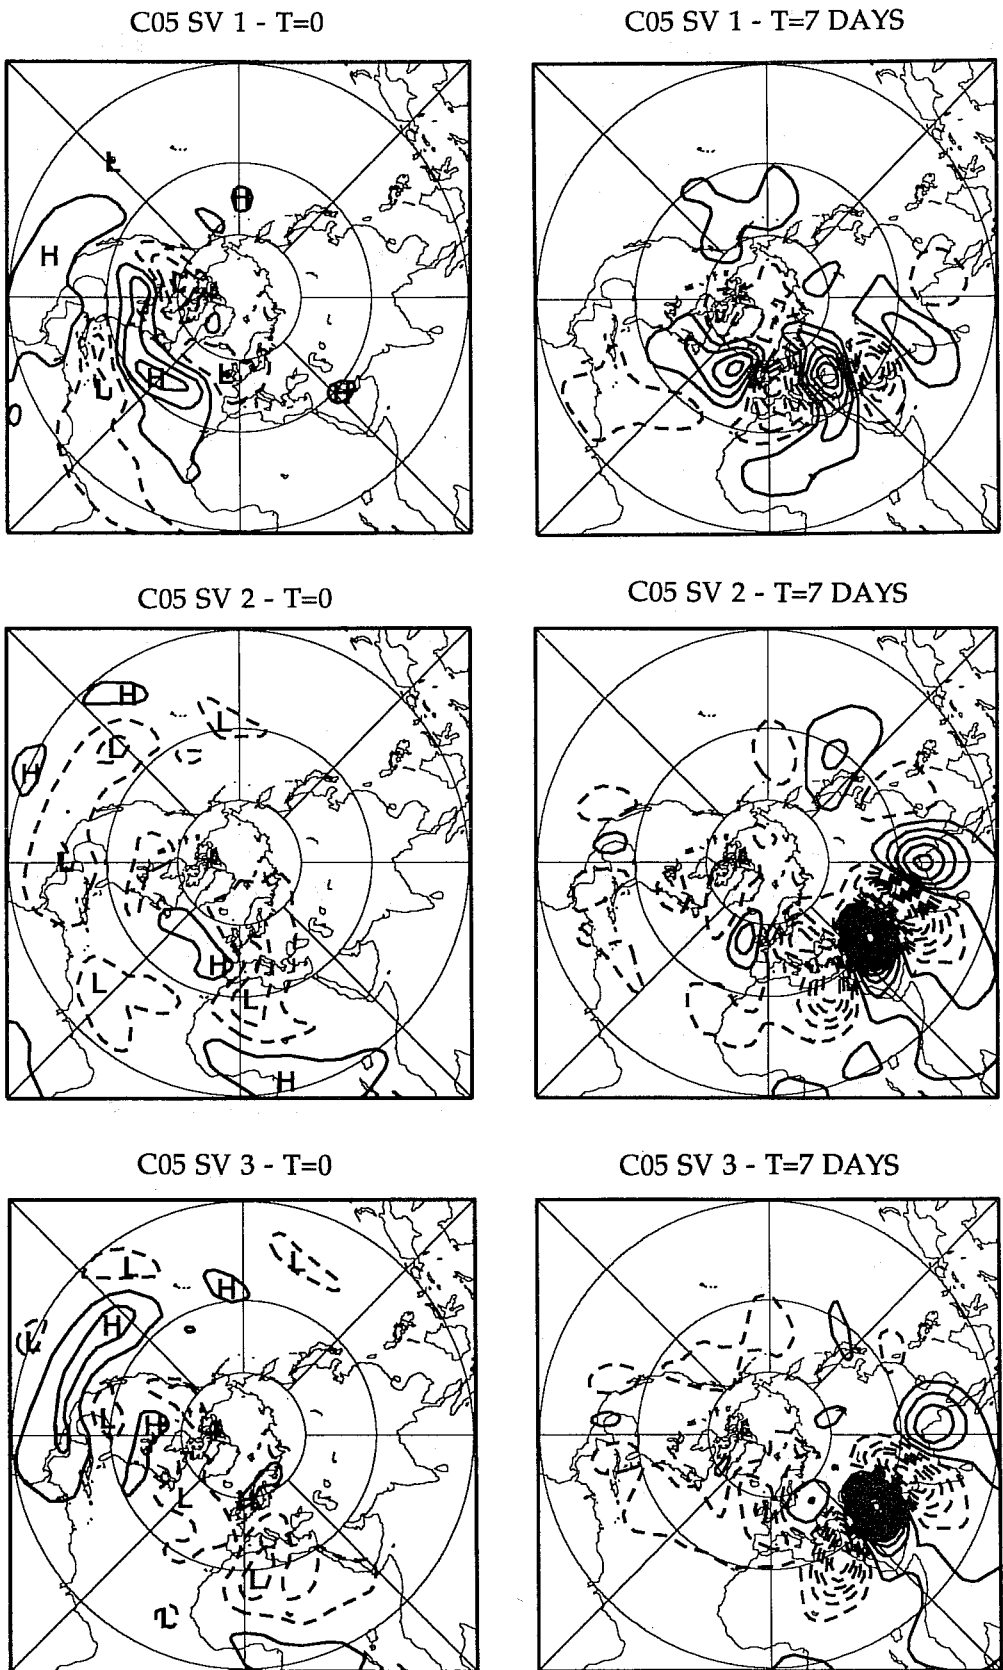 C05 SV 1 - T=0
C05 SV 1 - T=7 DAYS
L
H
H
H
L
L
H
C05 SV 2 - T=0
C05 SV 2 - T=7 DAYS
H
L
L
H
L
H
L
L
H
C05 SV 3 - T=0
C05 SV 3 - T=7 DAYS
L
L
H
H
L
L
H
H
L
H
L
L